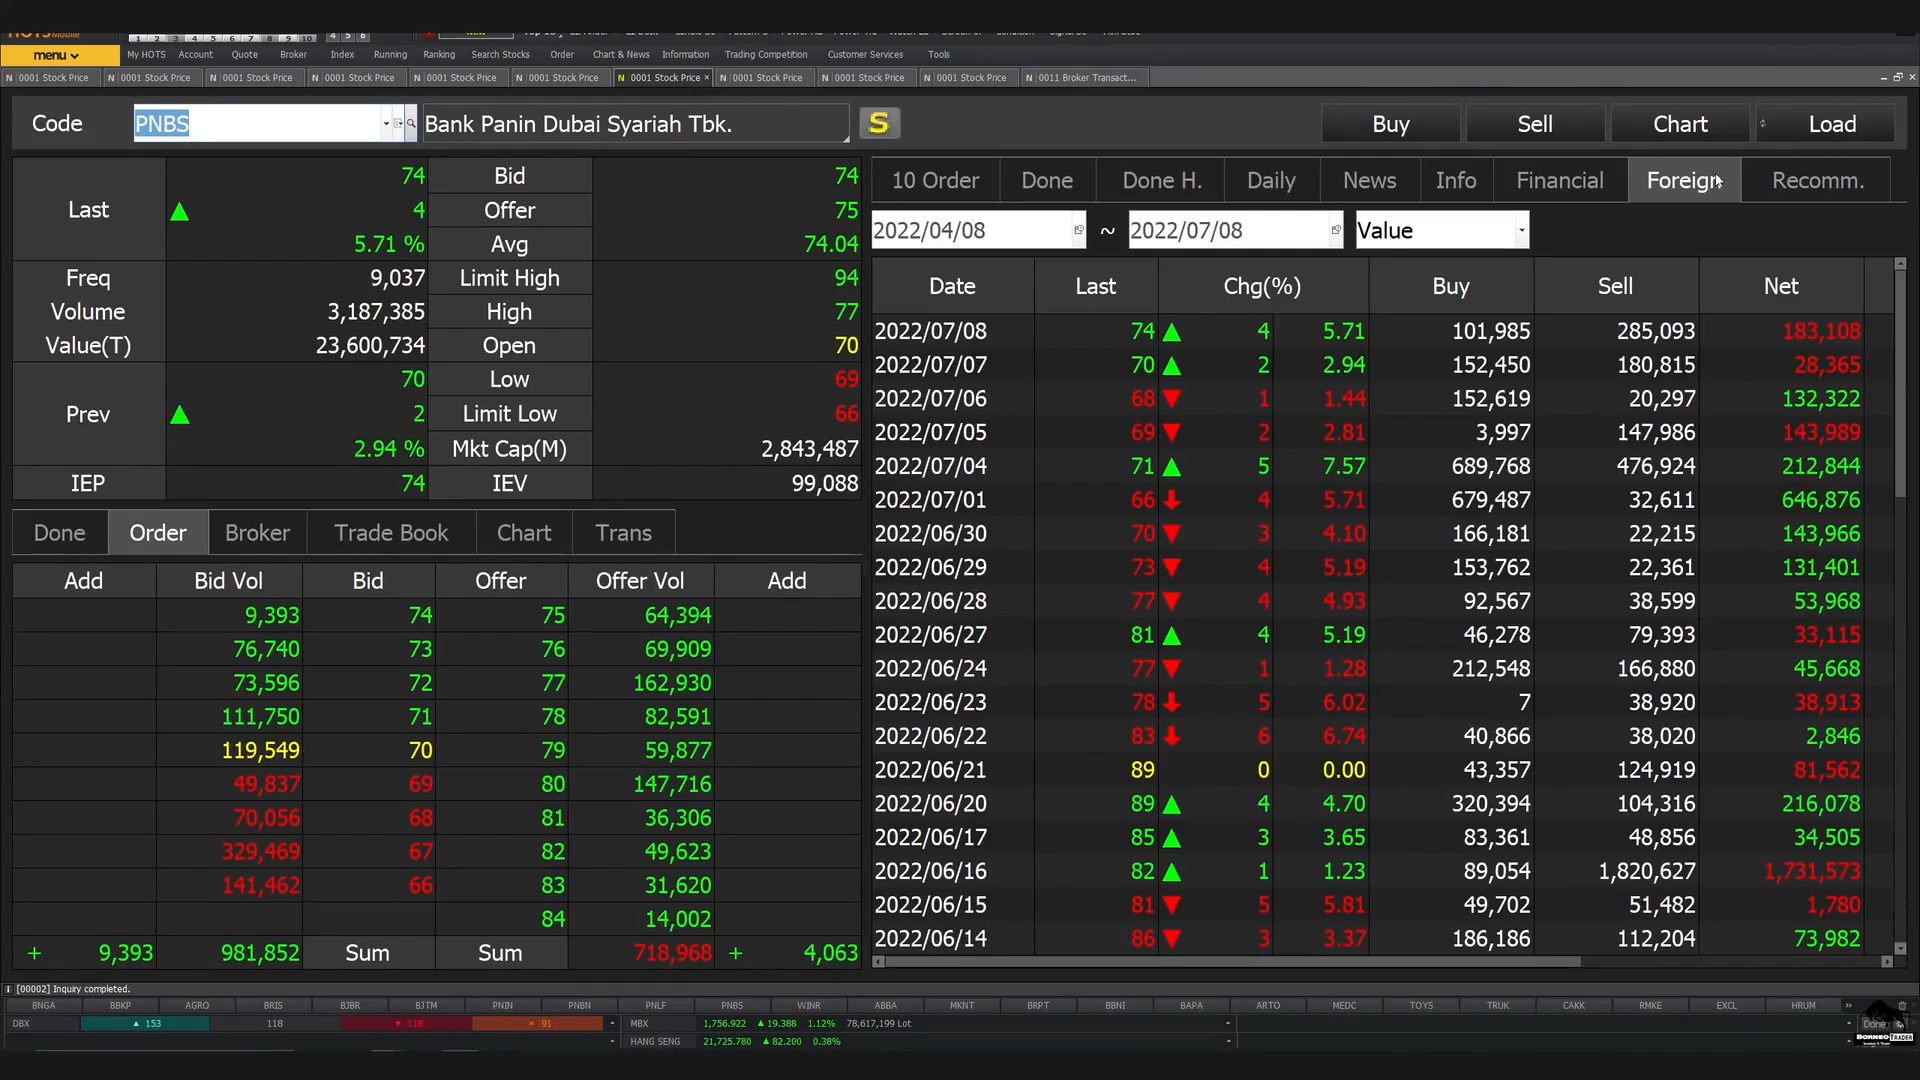 menu My HOTS Account Quote Broker Index Running Ranking Search Stocks Order Chart & News Information Trading Competition Customer Services Tools
N 0001 Stock Price N 0001 Stock Price N 0001 Stock Price N 0001 Stock Price N 0001 Stock Price N 0001 Stock Price N 0001 Stock Price × N 0001 Stock Price N 0001 Stock Price N 0001 Stock Price N 0011 Broker Transact...
Code PNBS Bank Panin Dubai Syariah Tbk. S Buy Sell Chart Load
Last 74 Bid 74
4 Offer 75
5.71 % Avg 74.04
Freq 9,037 Limit High 94
Volume 3,187,385 High 77
Value(T) 23,600,734 Open 70
Prev 70 Low 69
2 Limit Low 66
2.94 % Mkt Cap(M) 2,843,487
IEP 74 IEV 99,088
Done Order Broker Trade Book Chart Trans
Add Bid Vol Bid Offer Offer Vol Add
9,393 74 75 64,394
76,740 73 76 69,909
73,596 72 77 162,930
111,750 71 78 82,591
119,549 70 79 59,877
49,837 69 80 147,716
70,056 68 81 36,306
329,469 67 82 49,623
141,462 66 83 31,620
84 14,002
+ 9,393 981,852 Sum Sum 718,968 + 4,063
10 Order Done Done H. Daily News Info Financial Foreign Recomm.
2022/04/08 ~ 2022/07/08 Value
Date Last Chg(%) Buy Sell Net
2022/07/08 74 4 5.71 101,985 285,093 183,108
2022/07/07 70 2 2.94 152,450 180,815 28,365
2022/07/06 68 1 1.44 152,619 20,297 132,322
2022/07/05 69 2 2.81 3,997 147,986 143,989
2022/07/04 71 5 7.57 689,768 476,924 212,844
2022/07/01 66 4 5.71 679,487 32,611 646,876
2022/06/30 70 3 4.10 166,181 22,215 143,966
2022/06/29 73 4 5.19 153,762 22,361 131,401
2022/06/28 77 4 4.93 92,567 38,599 53,968
2022/06/27 81 4 5.19 46,278 79,393 33,115
2022/06/24 77 1 1.28 212,548 166,880 45,668
2022/06/23 78 5 6.02 7 38,920 38,913
2022/06/22 83 6 6.74 40,866 38,020 2,846
2022/06/21 89 0 0.00 43,357 124,919 81,562
2022/06/20 89 4 4.70 320,394 104,316 216,078
2022/06/17 85 3 3.65 83,361 48,856 34,505
2022/06/16 82 1 1.23 89,054 1,820,627 1,731,573
2022/06/15 81 5 5.81 49,702 51,482 1,780
2022/06/14 86 3 3.37 186,186 112,204 73,982
[00002] Inquiry completed.
BNGA BBKP AGRO BRIS BJBR BJTM PNIN PNBN PNLF PNBS WINR ABBA MKNT BRPT BBNI BAPA ARTO MEDC TOYS TRUK CAKK RMKE EXCL HRUM »
DBX 153 118 118 91 MBX 1,756.922 19.388 1.12% 78,617,199 Lot Done
HANG SENG 21,725.780 82.200 0.38% BORNEO TRADER